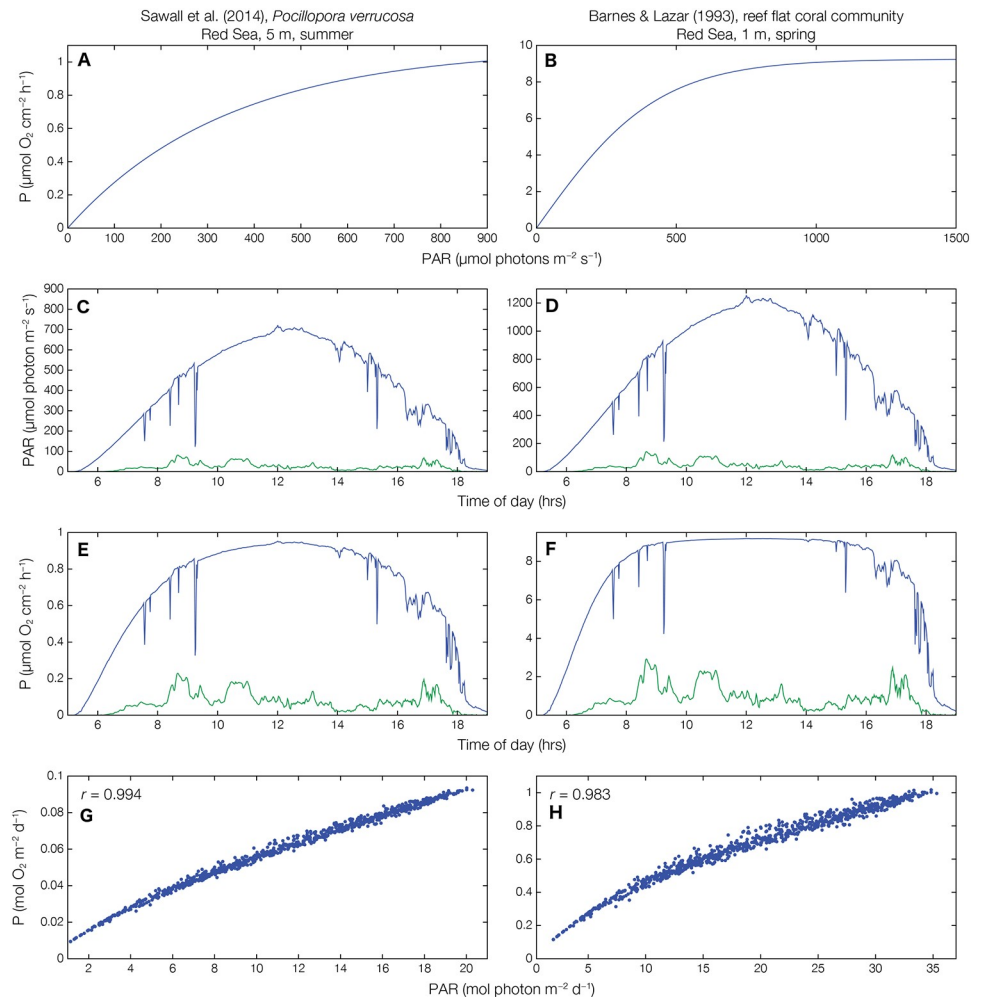 Sawall et al. (2014), Pocillopora verrucosa
Red Sea, 5 m, summer
Barnes & Lazar (1993), reef flat coral community
Red Sea, 1 m, spring
A
P (µmol O₂ cm⁻² h⁻¹)
1
0.8
0.6
0.4
0.2
0
0 100 200 300 400 500 600 700 800 900
B
10
8
6
4
2
0
0 500 1000 1500
PAR (µmol photons m⁻² s⁻¹)
C
PAR (µmol photon m⁻² s⁻¹)
900
800
700
600
500
400
300
200
100
0
6 8 10 12 14 16 18
D
1200
1000
800
600
400
200
0
6 8 10 12 14 16 18
Time of day (hrs)
E
P (µmol O₂ cm⁻² h⁻¹)
1
0.8
0.6
0.4
0.2
0
6 8 10 12 14 16 18
F
8
6
4
2
0
6 8 10 12 14 16 18
Time of day (hrs)
r = 0.994
G
P (mol O₂ m⁻² d⁻¹)
0.1
0.08
0.06
0.04
0.02
0
2 4 6 8 10 12 14 16 18 20
r = 0.983
H
1
0.8
0.6
0.4
0.2
0
0 5 10 15 20 25 30 35
PAR (mol photon m⁻² d⁻¹)